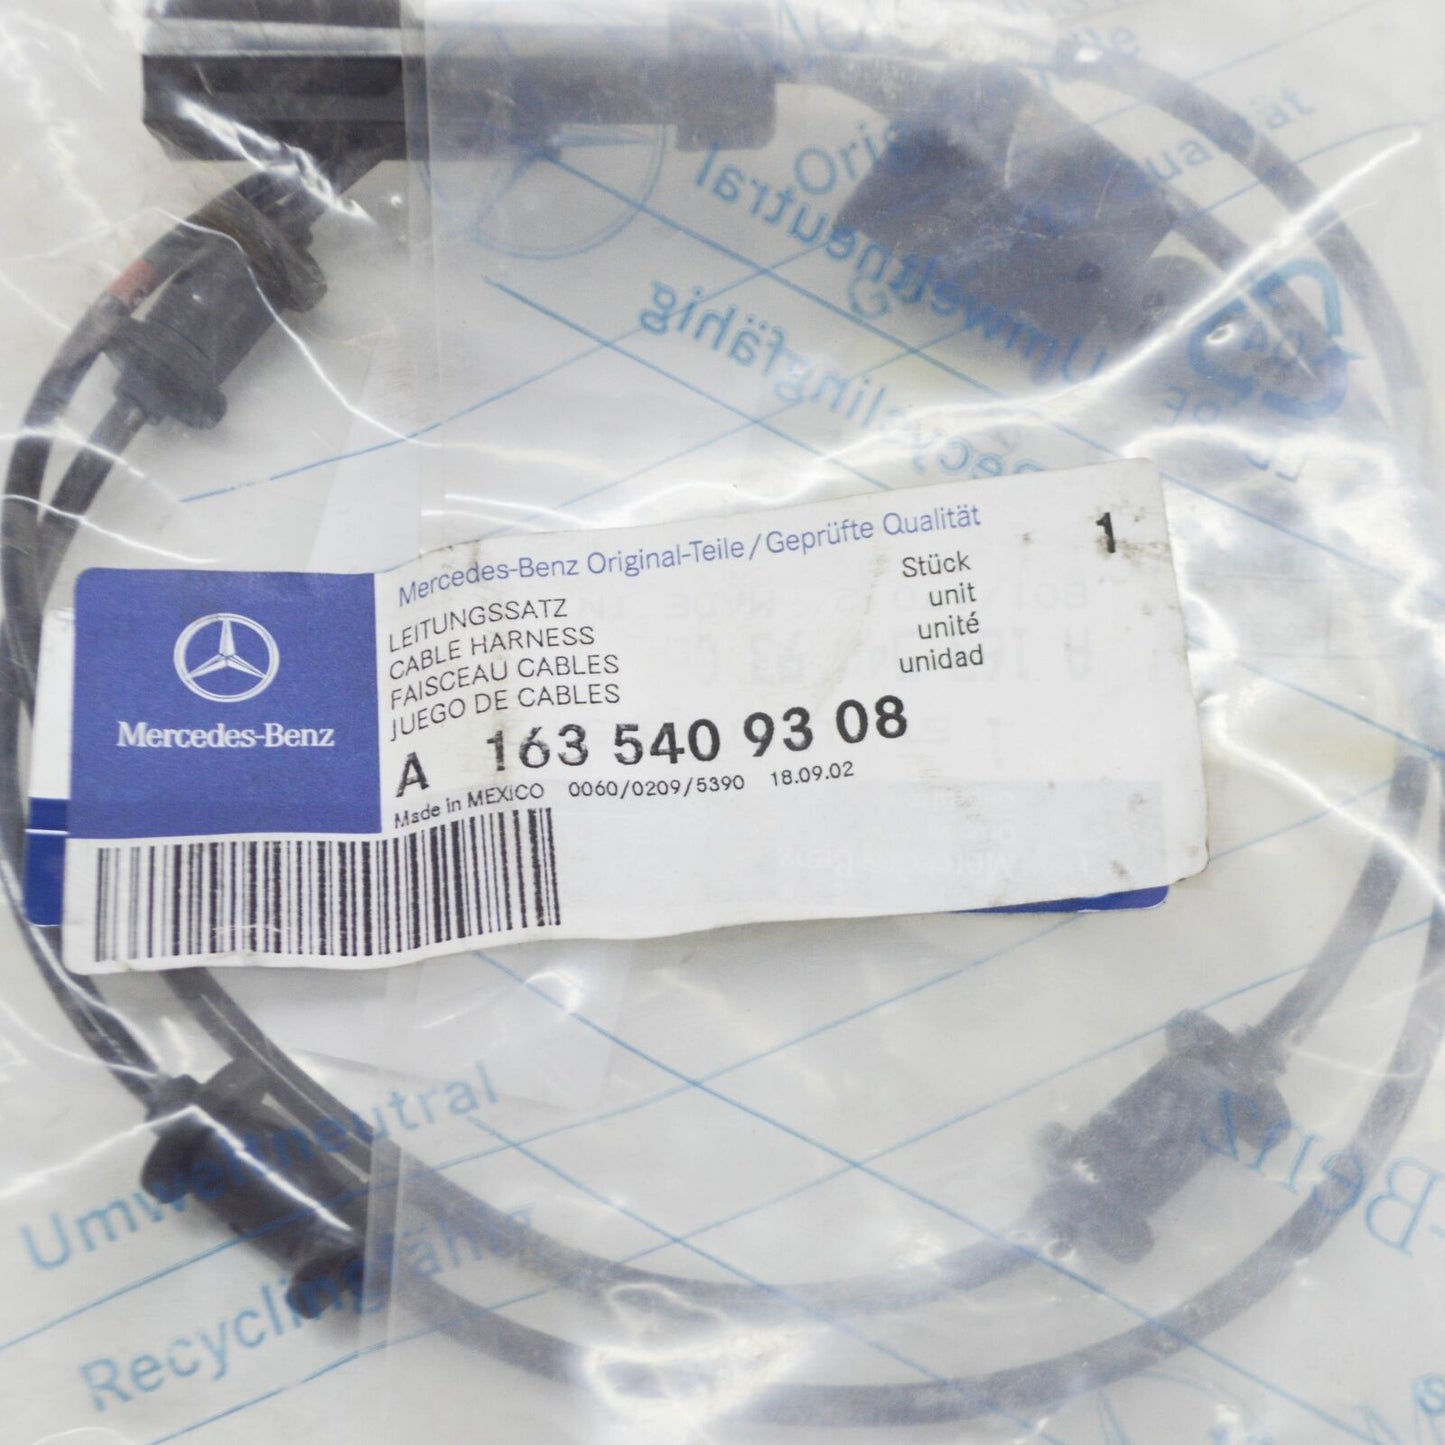 Umweltneutral
Recyclingfähig
Mercedes-Benz Original-Teile/Geprüfte Qualität
1
Stück
unit
unité
unidad
LEITUNGSSATZ
CABLE HARNESS
FAISCEAU CABLES
JUEGO DE CABLES
A 163 540 93 08
Made in MEXICO 0060/0209/5390 18.09.02
Mercedes-Benz
Umweltneutral
Recyclingfähig